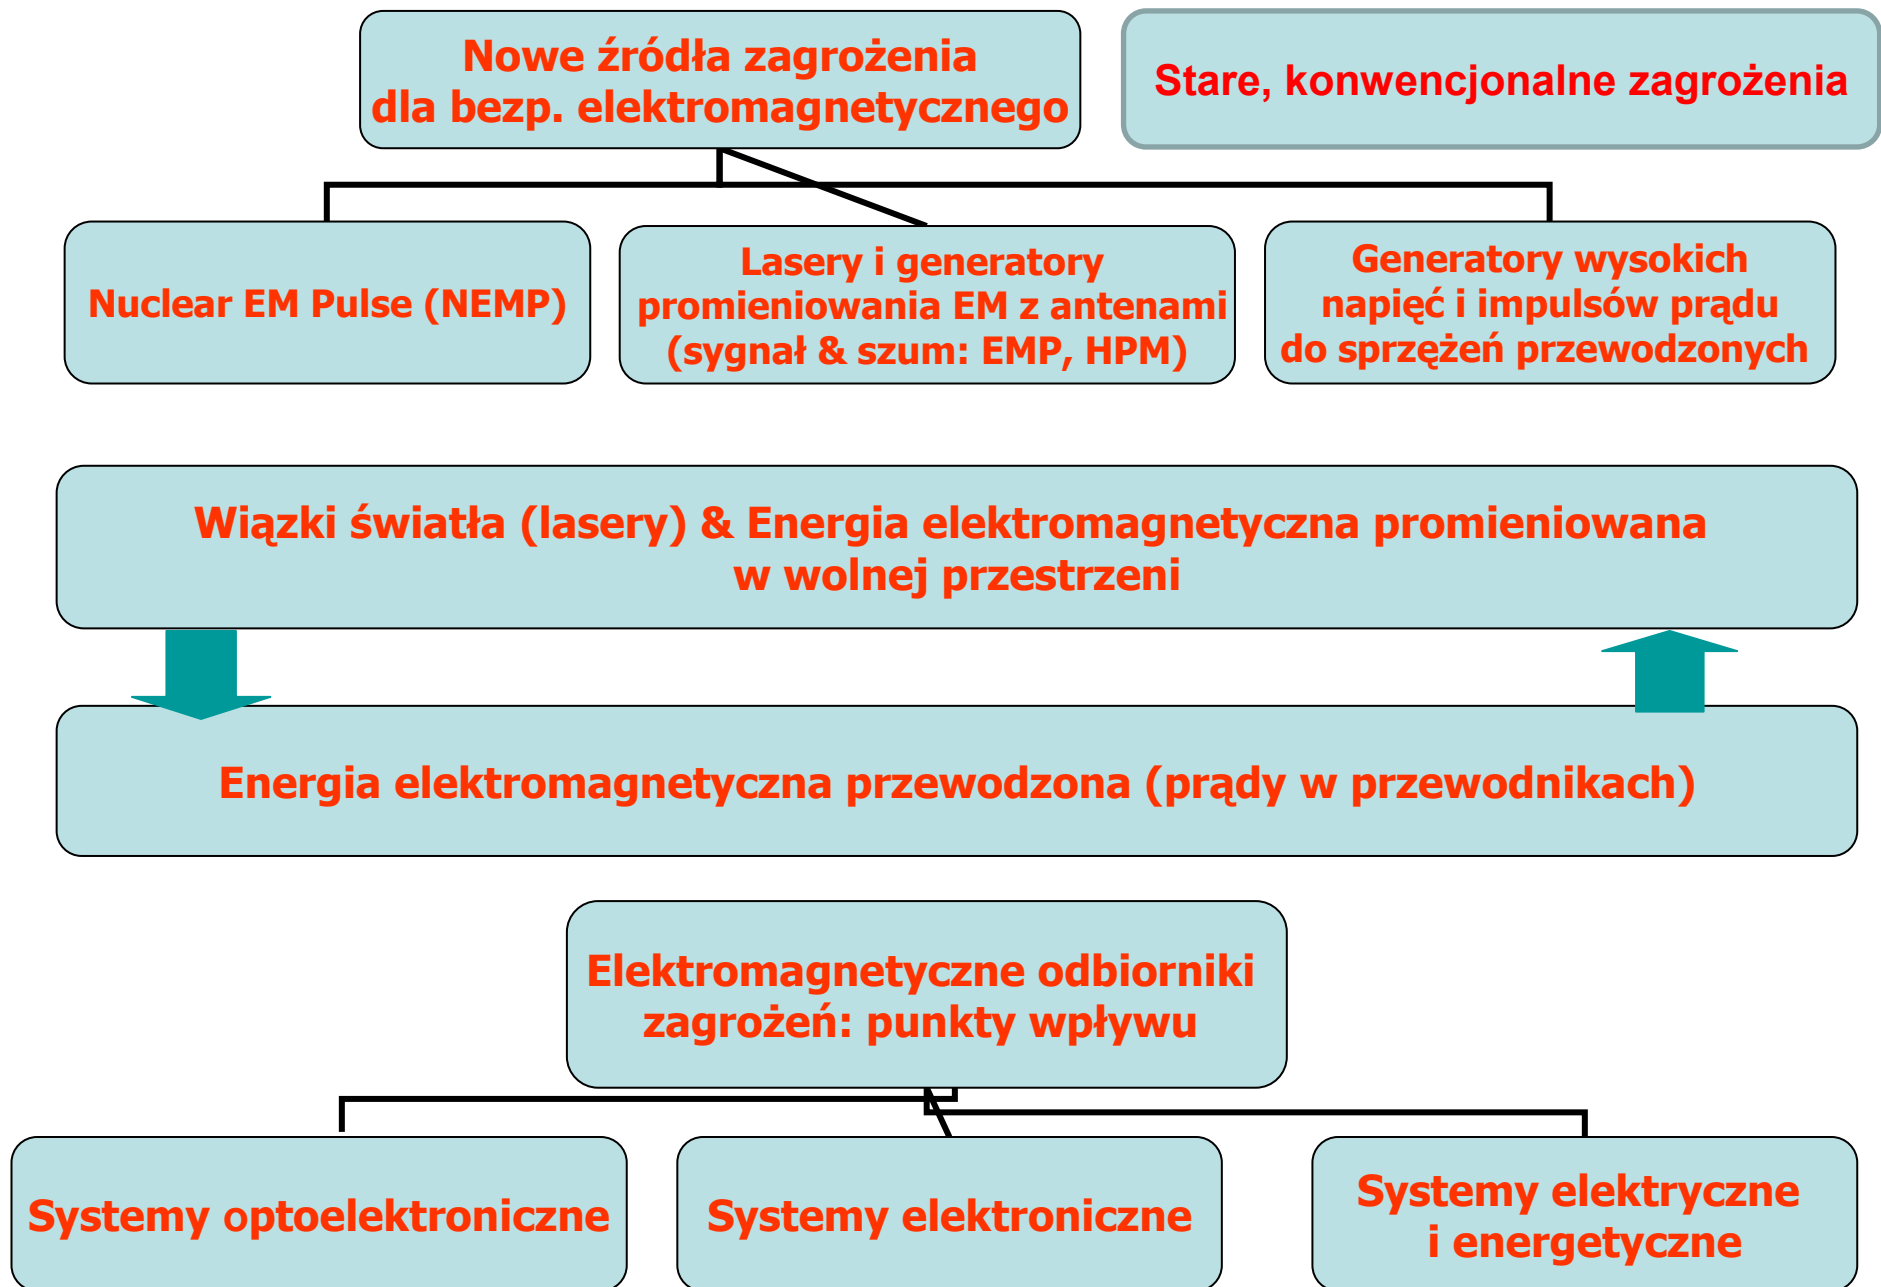 Nowe źródła zagrożenia
dla bezp. elektromagnetycznego
Stare, konwencjonalne zagrożenia
Nuclear EM Pulse (NEMP)
Lasery i generatory
promieniowania EM z antenami
(sygnał & szum: EMP, HPM)
Generatory wysokich
napięć i impulsów prądu
do sprzężeń przewodzonych
Wiązki światła (lasery) & Energia elektromagnetyczna promieniowana
w wolnej przestrzeni
Energia elektromagnetyczna przewodzona (prądy w przewodnikach)
Elektromagnetyczne odbiorniki
zagrożeń: punkty wpływu
Systemy optoelektroniczne
Systemy elektroniczne
Systemy elektryczne
i energetyczne